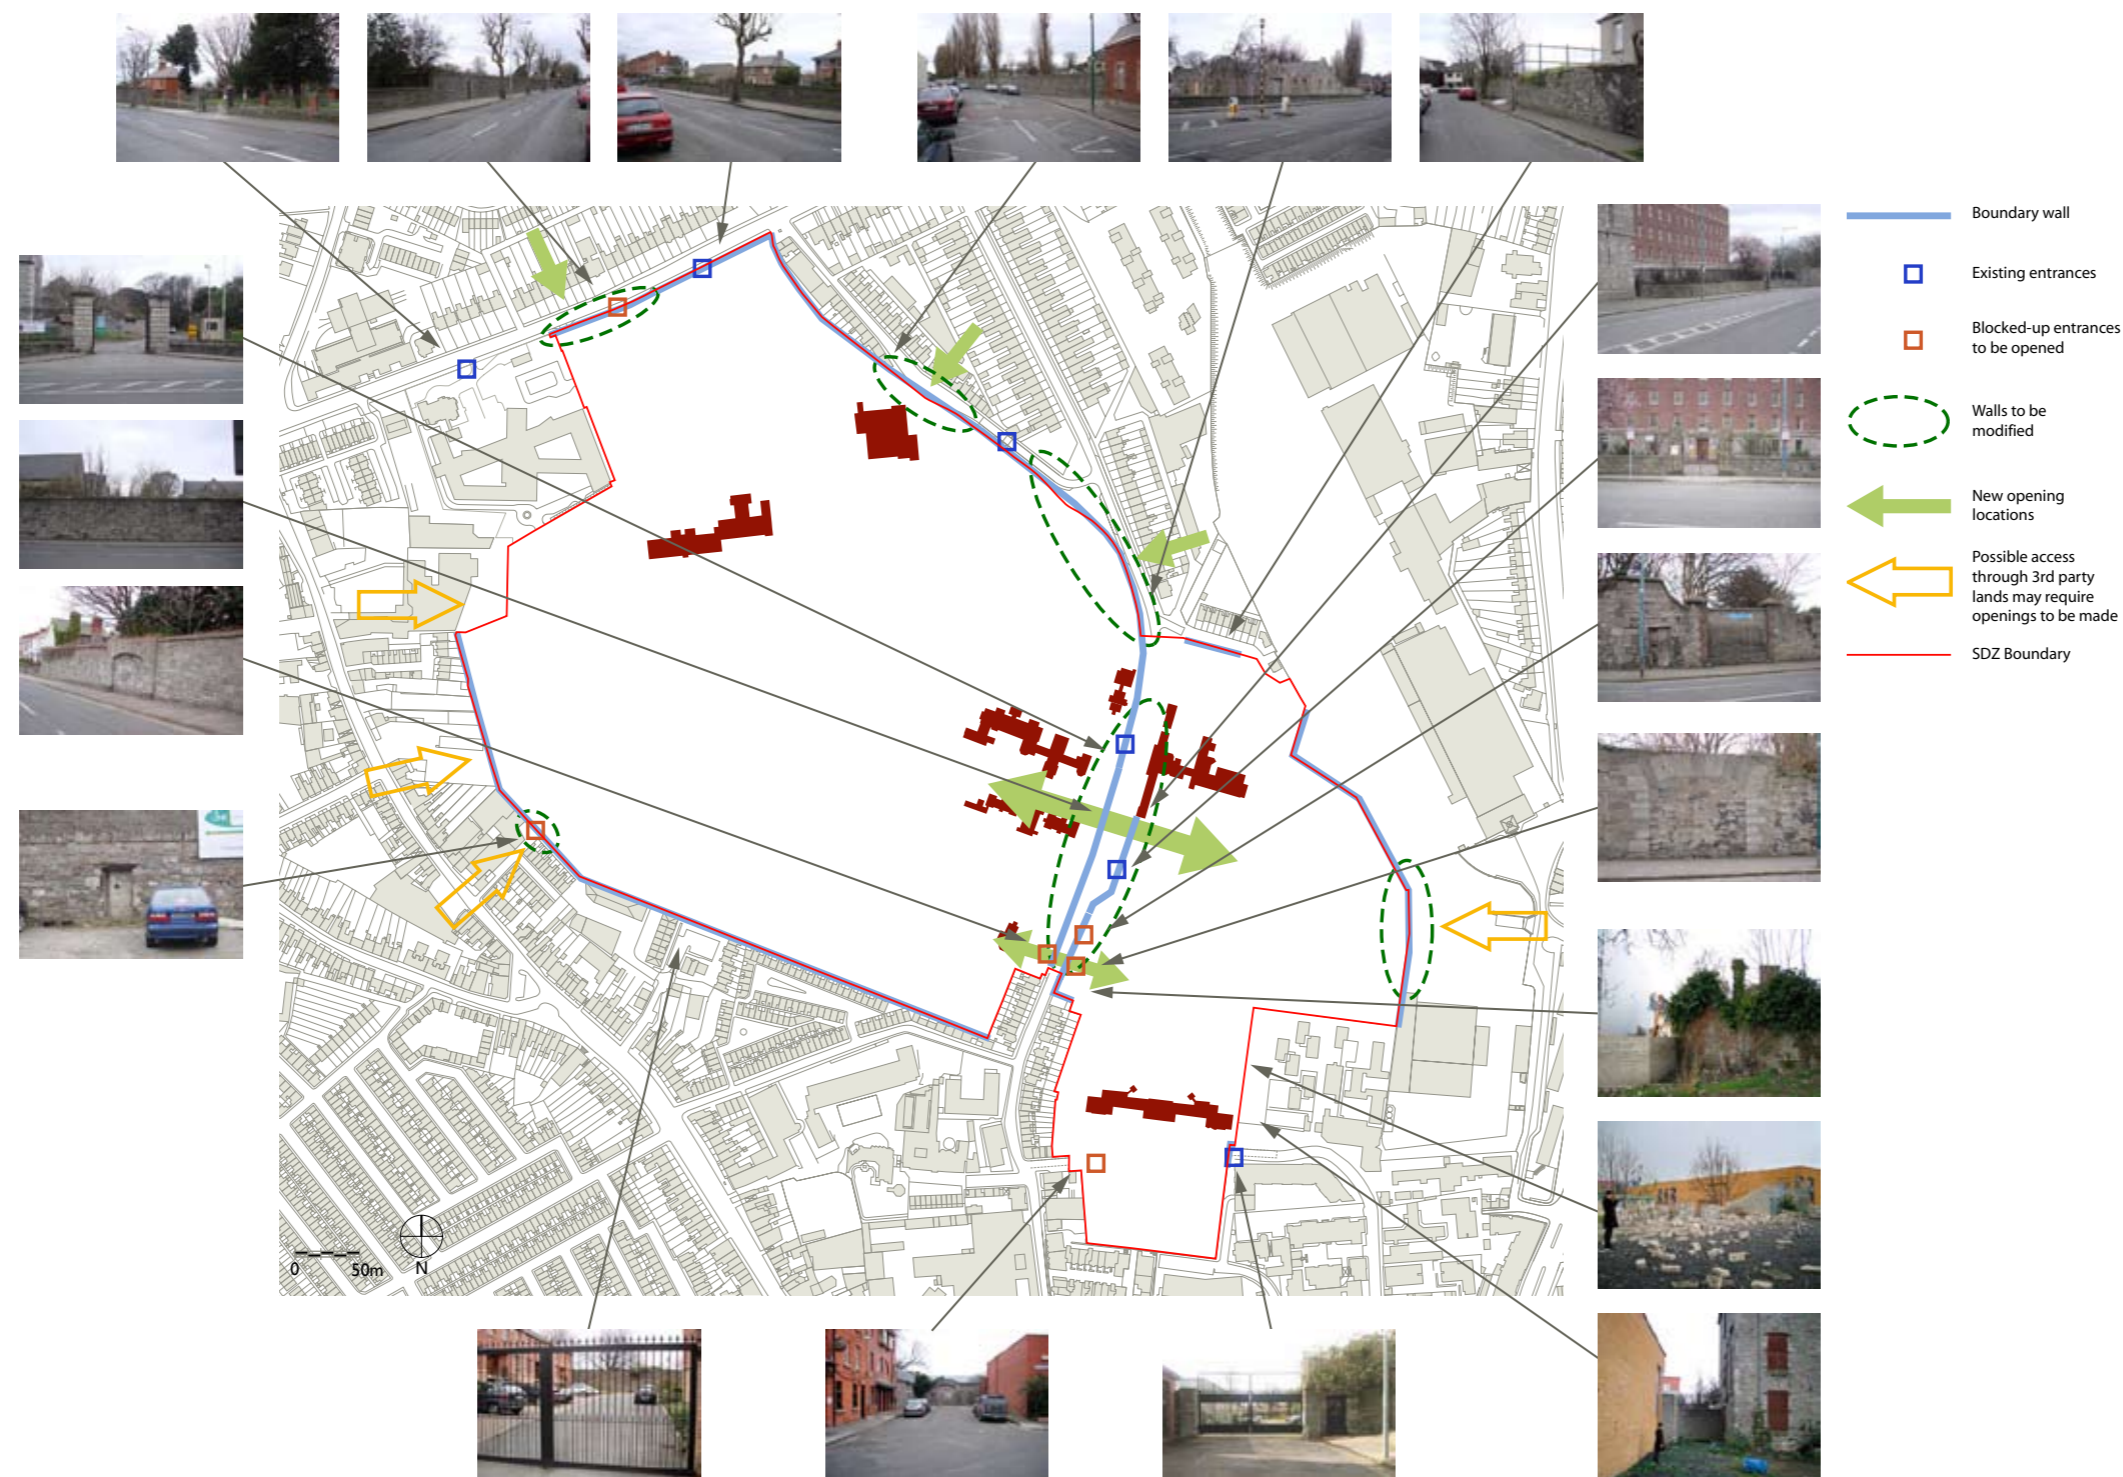 Boundary wall
Existing entrances
Blocked-up entrances
to be opened
Walls to be
modified
New opening
locations
Possible access
through 3rd party
lands may require
openings to be made
SDZ Boundary
0
50m
N